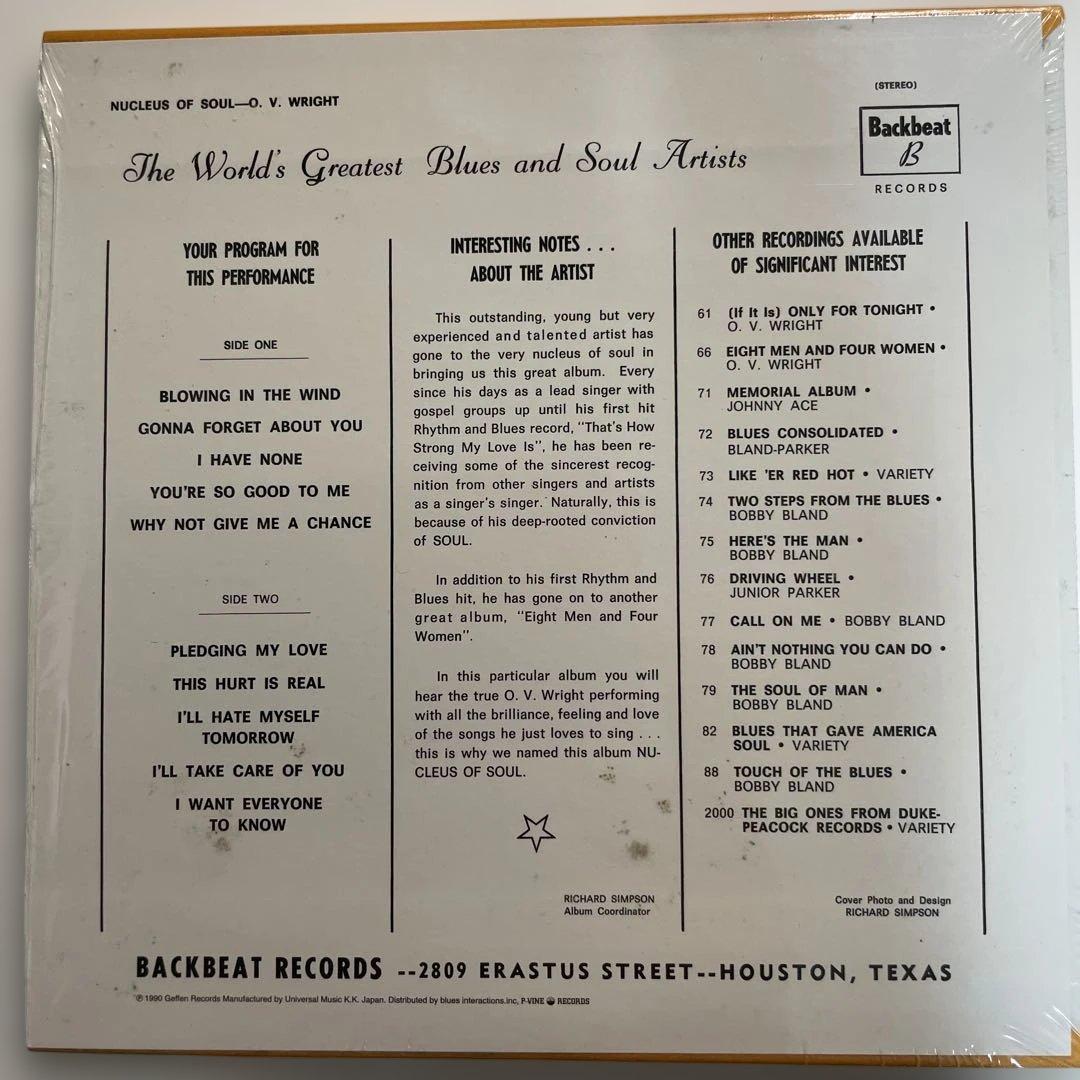 NUCLEUS OF SOUL—O. V. WRIGHT
(STEREO)
Backbeat
B
RECORDS
The World's Greatest Blues and Soul Artists
YOUR PROGRAM FOR
THIS PERFORMANCE
SIDE ONE
BLOWING IN THE WIND
GONNA FORGET ABOUT YOU
I HAVE NONE
YOU'RE SO GOOD TO ME
WHY NOT GIVE ME A CHANCE
SIDE TWO
PLEDGING MY LOVE
THIS HURT IS REAL
I'LL HATE MYSELF
TOMORROW
I'LL TAKE CARE OF YOU
I WANT EVERYONE
TO KNOW
INTERESTING NOTES . . .
ABOUT THE ARTIST
This outstanding, young but very
experienced and talented artist has
gone to the very nucleus of soul in
bringing us this great album. Every
since his days as a lead singer with
gospel groups up until his first hit
Rhythm and Blues record, "That's How
Strong My Love Is", he has been re-
ceiving some of the sincerest recog-
nition from other singers and artists
as a singer's singer. Naturally, this is
because of his deep-rooted conviction
of SOUL.
In addition to his first Rhythm and
Blues hit, he has gone on to another
great album, "Eight Men and Four
Women".
In this particular album you will
hear the true O. V. Wright performing
with all the brilliance, feeling and love
of the songs he just loves to sing . . .
this is why we named this album NU-
CLEUS OF SOUL.
RICHARD SIMPSON
Album Coordinator
OTHER RECORDINGS AVAILABLE
OF SIGNIFICANT INTEREST
61 (If It Is) ONLY FOR TONIGHT •
O. V. WRIGHT
66 EIGHT MEN AND FOUR WOMEN •
O. V. WRIGHT
71 MEMORIAL ALBUM •
JOHNNY ACE
72 BLUES CONSOLIDATED •
BLAND-PARKER
73 LIKE 'ER RED HOT • VARIETY
74 TWO STEPS FROM THE BLUES •
BOBBY BLAND
75 HERE'S THE MAN •
BOBBY BLAND
76 DRIVING WHEEL •
JUNIOR PARKER
77 CALL ON ME • BOBBY BLAND
78 AIN'T NOTHING YOU CAN DO •
BOBBY BLAND
79 THE SOUL OF MAN •
BOBBY BLAND
82 BLUES THAT GAVE AMERICA
SOUL • VARIETY
88 TOUCH OF THE BLUES •
BOBBY BLAND
2000 THE BIG ONES FROM DUKE-
PEACOCK RECORDS • VARIETY
Cover Photo and Design
RICHARD SIMPSON
BACKBEAT RECORDS --2809 ERASTUS STREET--HOUSTON, TEXAS
℗ 1990 Geffen Records Manufactured by Universal Music K.K. Japan. Distributed by blues interactions.inc, P-VINE RECORDS